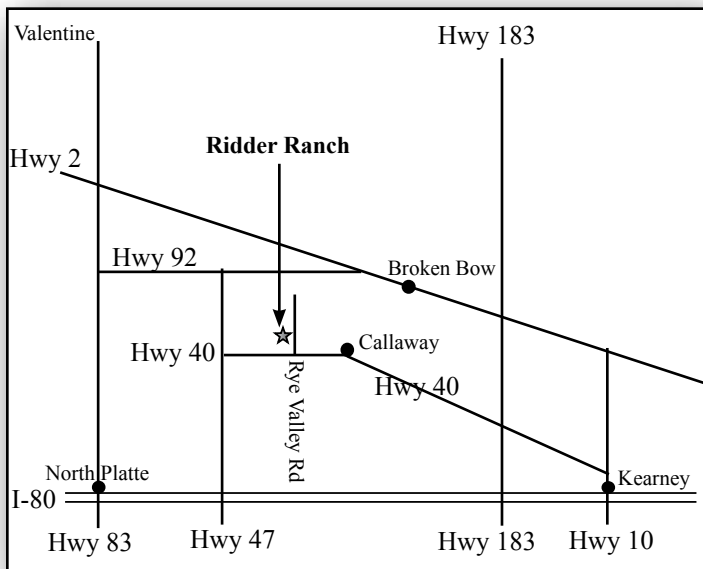 Valentine
Hwy 183
Ridder Ranch
Hwy 2
Hwy 92
Broken Bow
Hwy 40
Callaway
Rye Valley Rd
Hwy 40
North Platte
Kearney
I-80
Hwy 83
Hwy 47
Hwy 183
Hwy 10